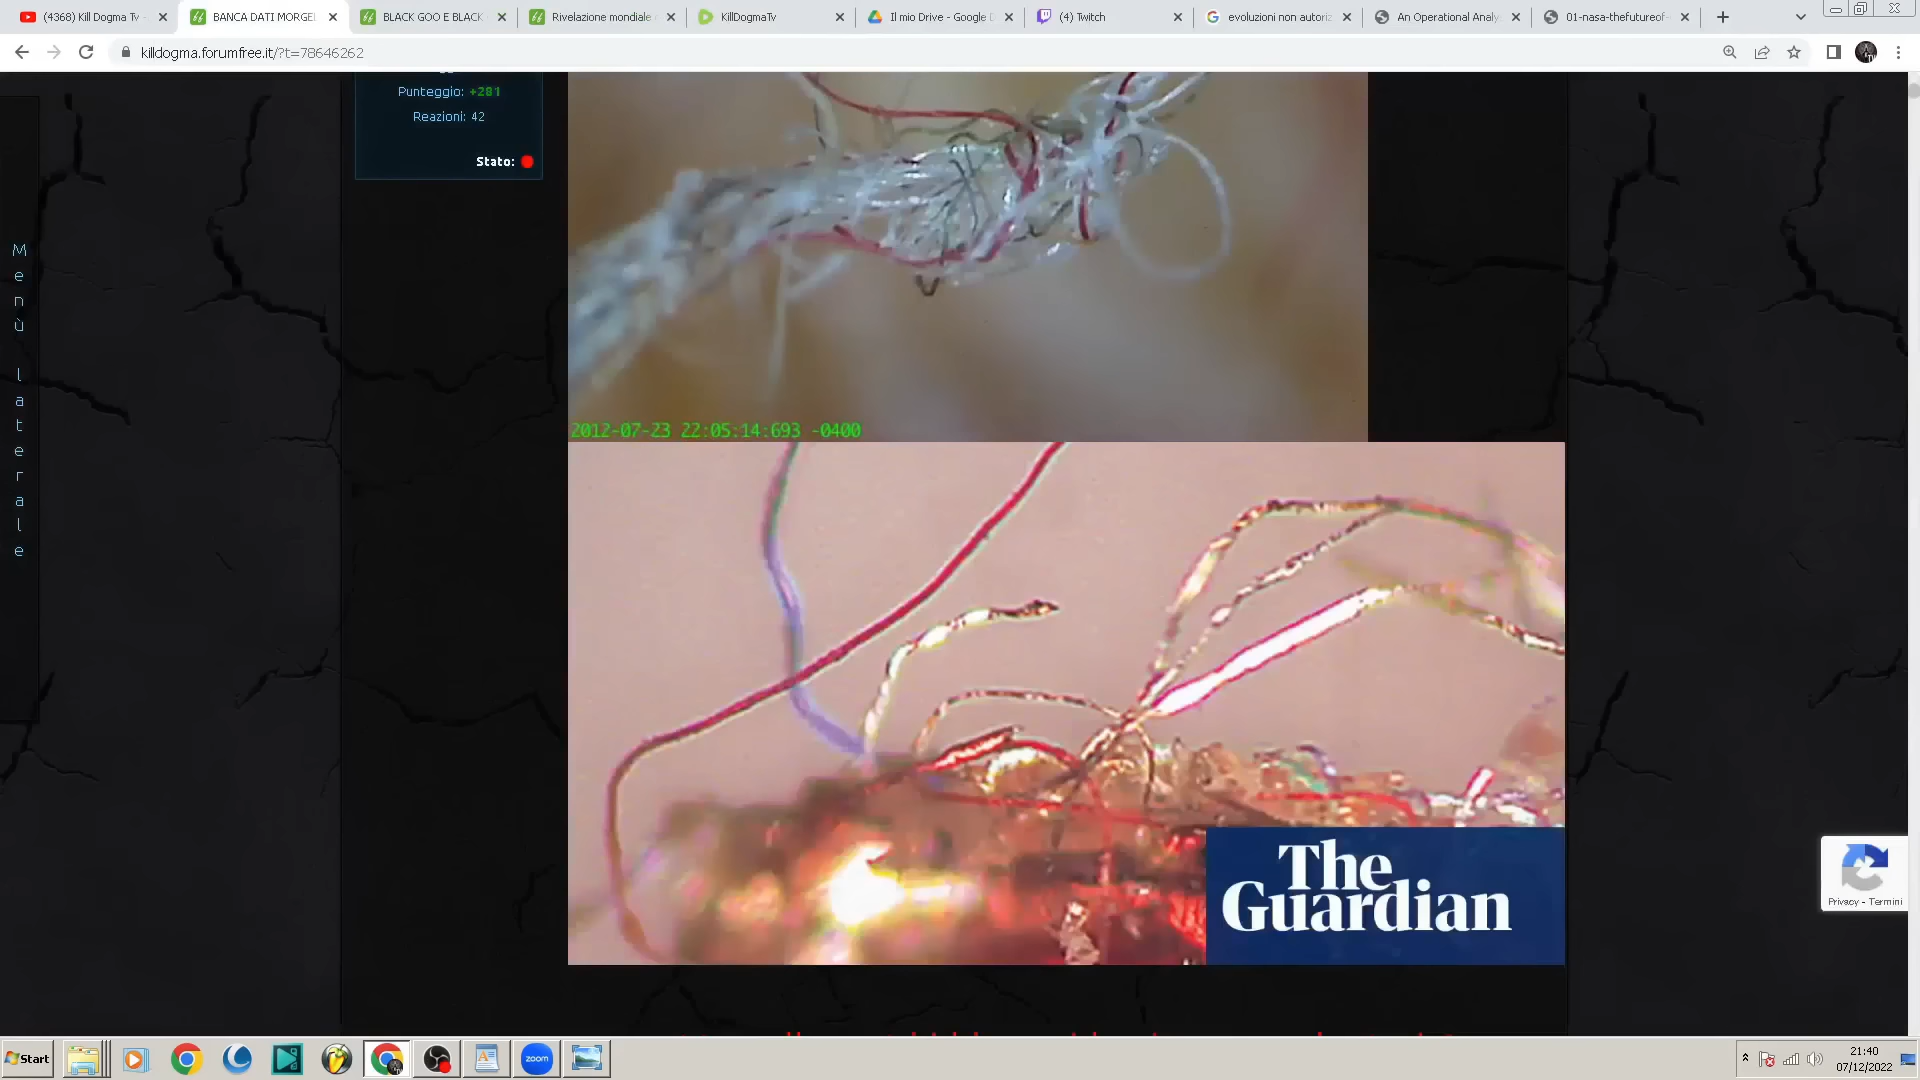 (4368) Kill Dogma Tv -
BANCA DATI MORGEL
BLACK GOO E BLACK
Rivelazione mondiale
KillDogmaTv
Il mio Drive - Google D
(4) Twitch
evoluzioni non autoriz
An Operational Analy
01-nasa-thefutureof-
killdogma.forumfree.it/?t=78646262
Punteggio: +281
Reazioni: 42
Stato:
Menù laterale
2012-07-23 22:05:14:693 -0400
The
Guardian
Privacy - Termini
Start
zoom
21:40
07/12/2022